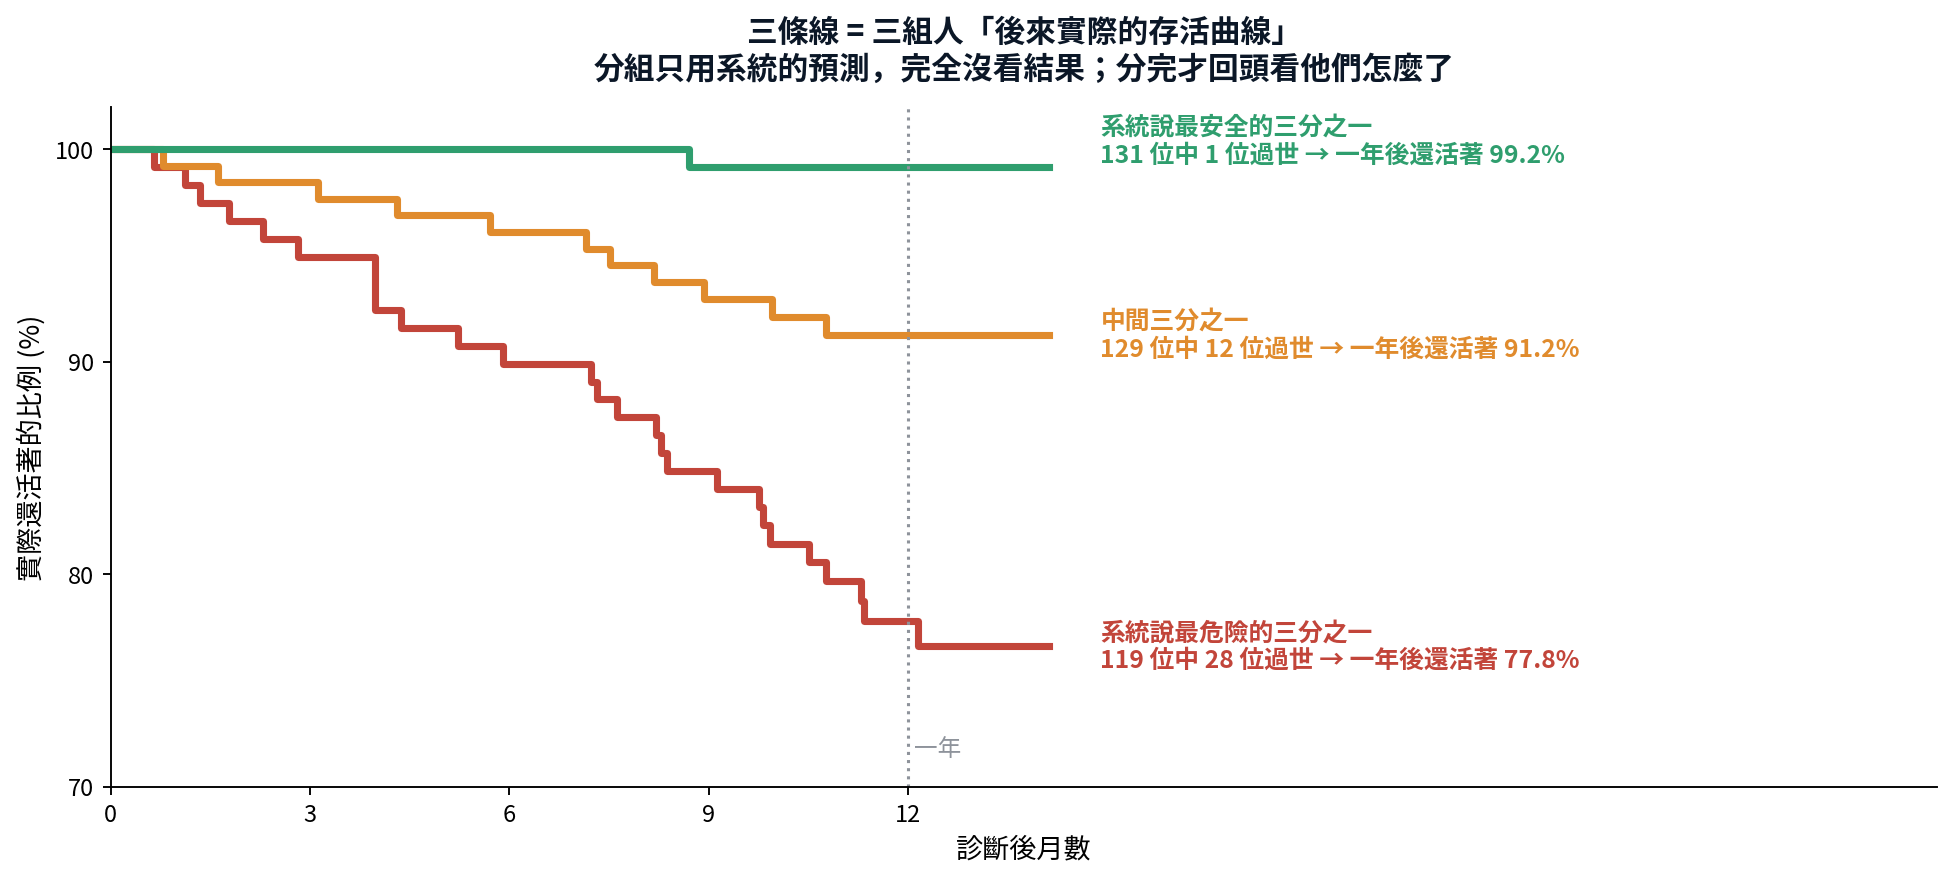 三條線 = 三組人「後來實際的存活曲線」
分組只用系統的預測，完全沒看結果；分完才回頭看他們怎麼了
系統說最安全的三分之一
131 位中 1 位過世 → 一年後還活著 99.2%
中間三分之一
129 位中 12 位過世 → 一年後還活著 91.2%
系統說最危險的三分之一
119 位中 28 位過世 → 一年後還活著 77.8%
一年
實際還活著的比例 (%)
100
90
80
70
0
3
6
9
12
診斷後月數